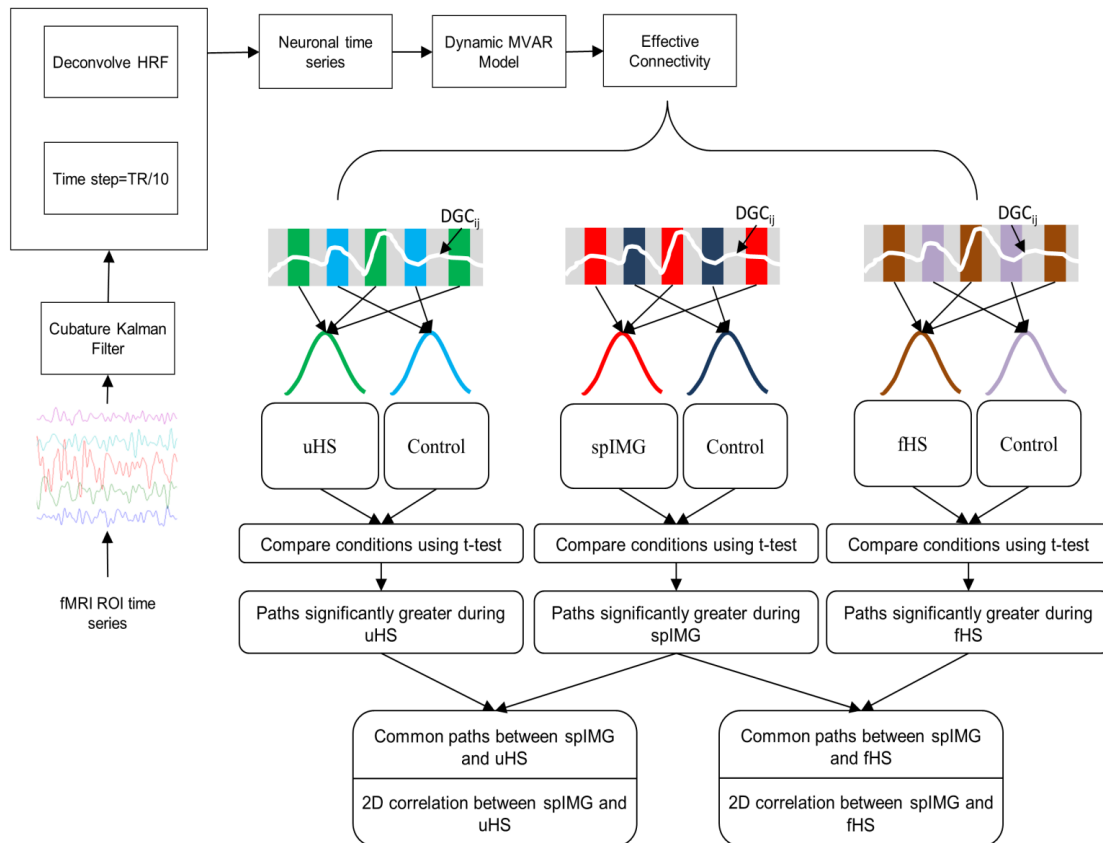 Deconvolve HRF
Time step=TR/10
Neuronal time
series
Dynamic MVAR
Model
Effective
Connectivity
Cubature Kalman
Filter
fMRI ROI time
series
DGCij
DGCij
DGCij
uHS
Control
spIMG
Control
fHS
Control
Compare conditions using t-test
Compare conditions using t-test
Compare conditions using t-test
Paths significantly greater during
uHS
Paths significantly greater during
spIMG
Paths significantly greater during
fHS
Common paths between spIMG
and uHS
2D correlation between spIMG and
uHS
Common paths between spIMG
and fHS
2D correlation between spIMG and
fHS